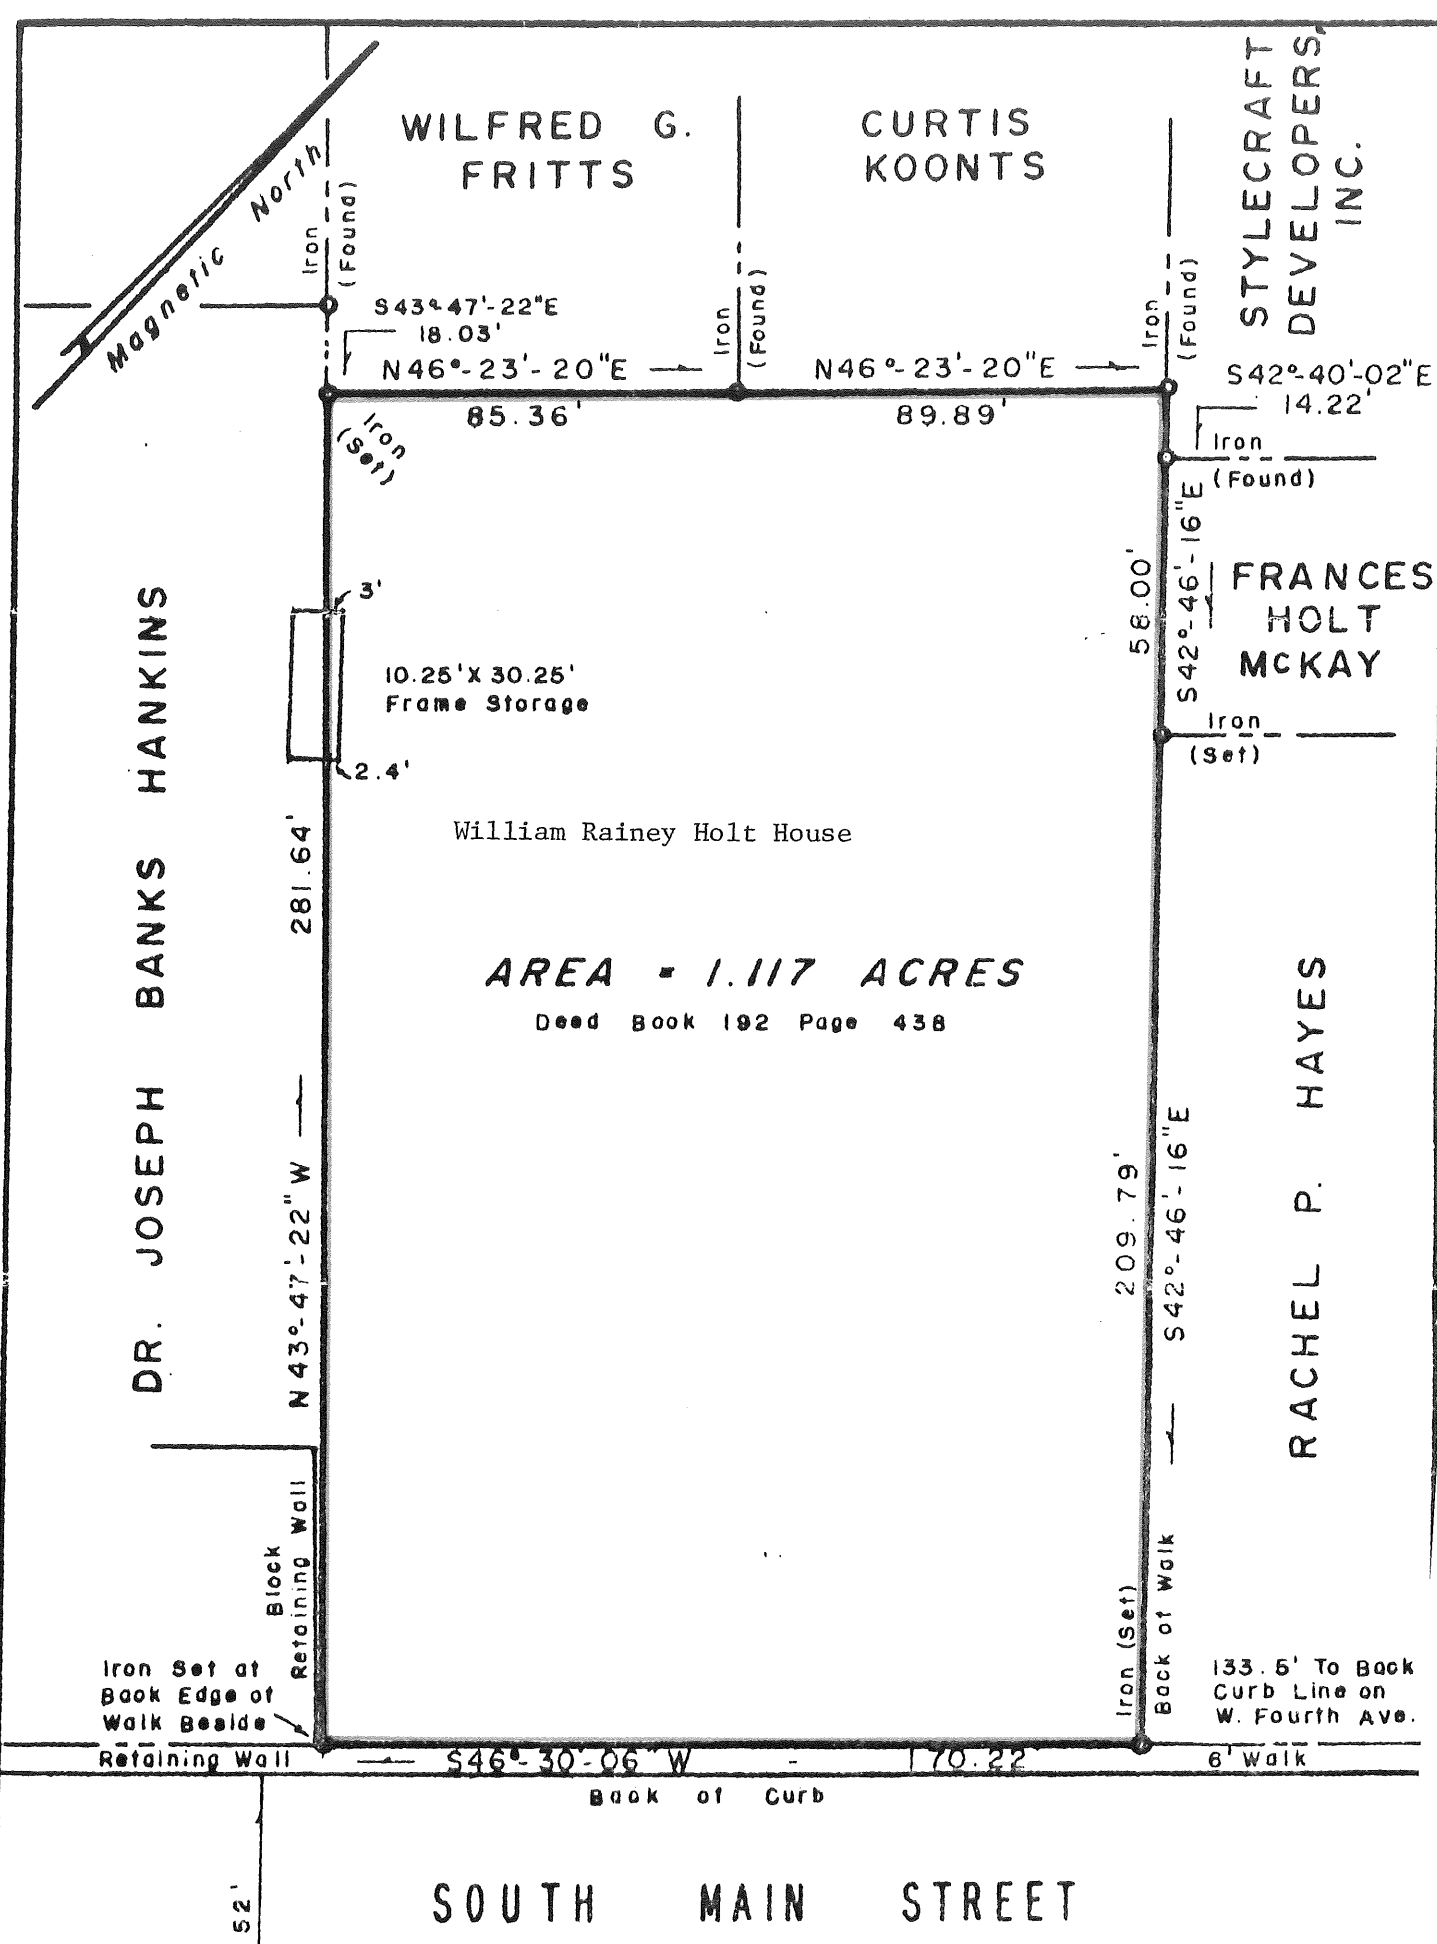 WILFRED G.
FRITTS
CURTIS
KOONTS
STYLECRAFT
DEVELOPERS,
INC.
Magnetic North
Iron
(Found)
S43°-47'-22"E
18.03'
Iron
(Found)
Iron
(Found)
N46°-23'-20"E
85.36'
N46°-23'-20"E
89.89'
S42°-40'-02"E
14.22'
Iron
(Set)
Iron
(Found)
58.00'
S42°-46'-16"E
FRANCES
HOLT
MCKAY
3'
10.25' X 30.25'
Frame Storage
2.4'
Iron
(Set)
DR. JOSEPH BANKS HANKINS
281.64'
N43°-47'-22"W
William Rainey Holt House
AREA = 1.117 ACRES
Deed Book 192 Page 438
209.79'
S42°-46'-16"E
RACHEL P. HAYES
Block
Retaining Wall
Iron Set at
Back Edge of
Walk Beside
Retaining Wall
Iron (Set)
Back of Walk
133.5' To Back
Curb Line on
W. Fourth Ave.
S46°-30'-06"W - 170.22'
6' Walk
Back of Curb
52'
SOUTH MAIN STREET